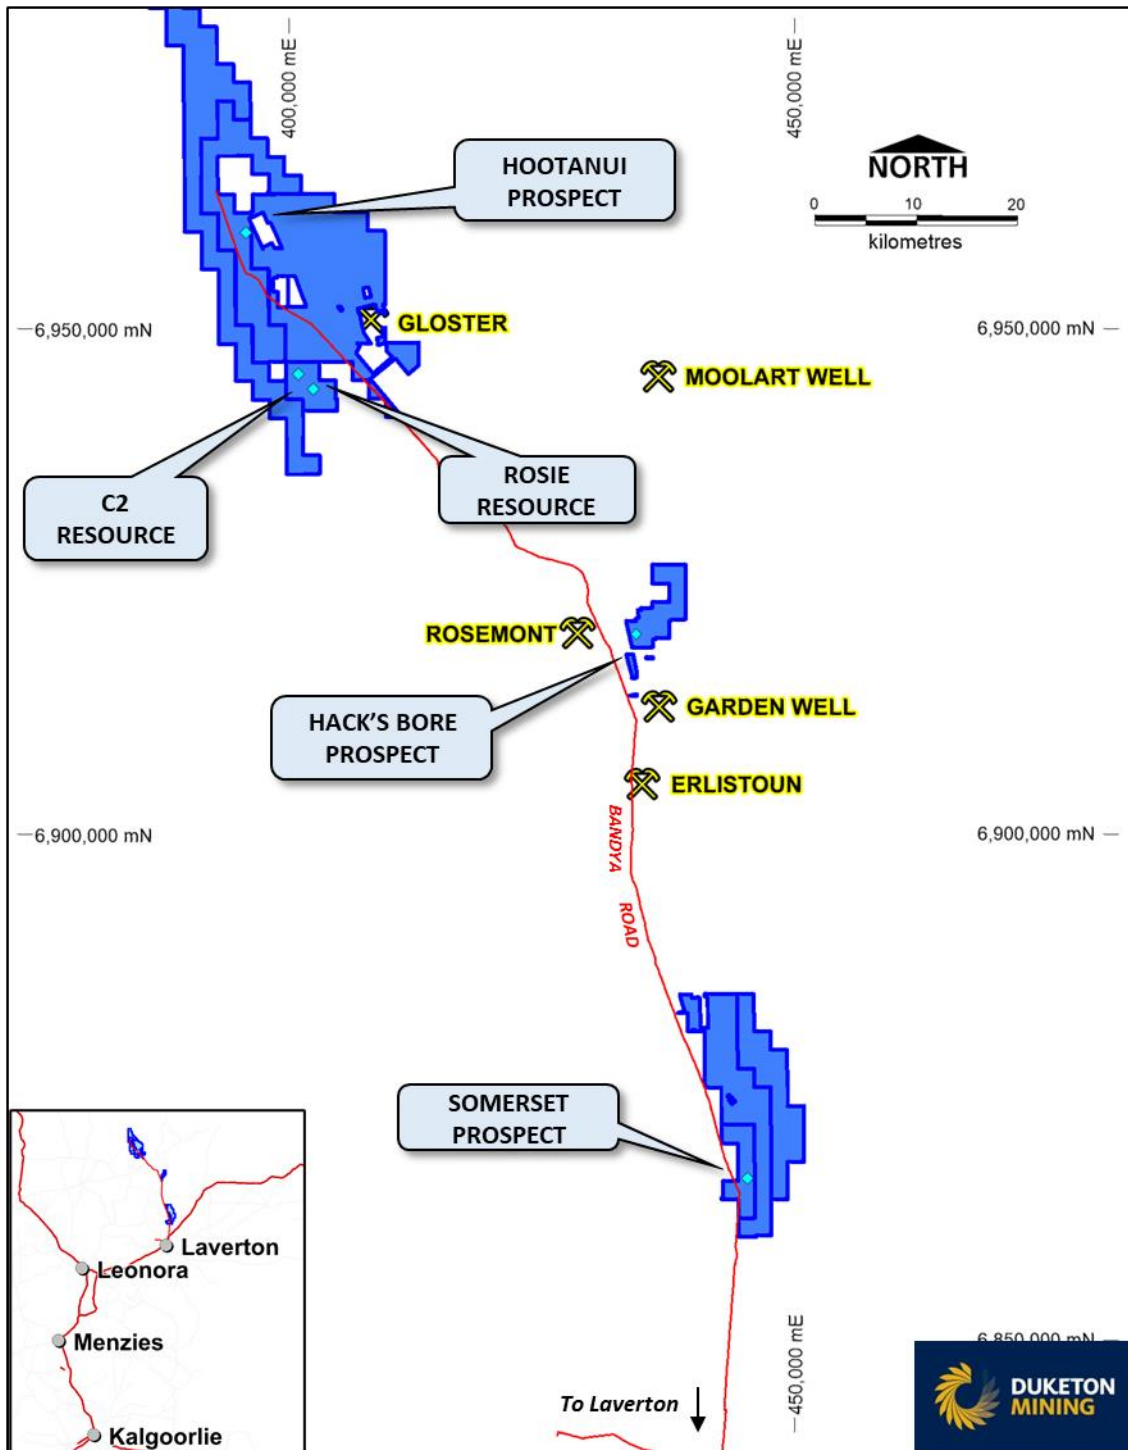 400,000 mE
450,000 mE
HOOTANUI
PROSPECT
NORTH
0 10 20
kilometres
6,950,000 mN
GLOSTER
6,950,000 mN
MOOLART WELL
C2
RESOURCE
ROSIE
RESOURCE
ROSEMONT
HACK'S BORE
PROSPECT
GARDEN WELL
ERLISTOUN
6,900,000 mN
BANDYA
ROAD
6,900,000 mN
SOMERSET
PROSPECT
Laverton
Leonora
Menzies
Kalgoorlie
To Laverton
450,000 mE
6,850,000 mN
DUKETON
MINING